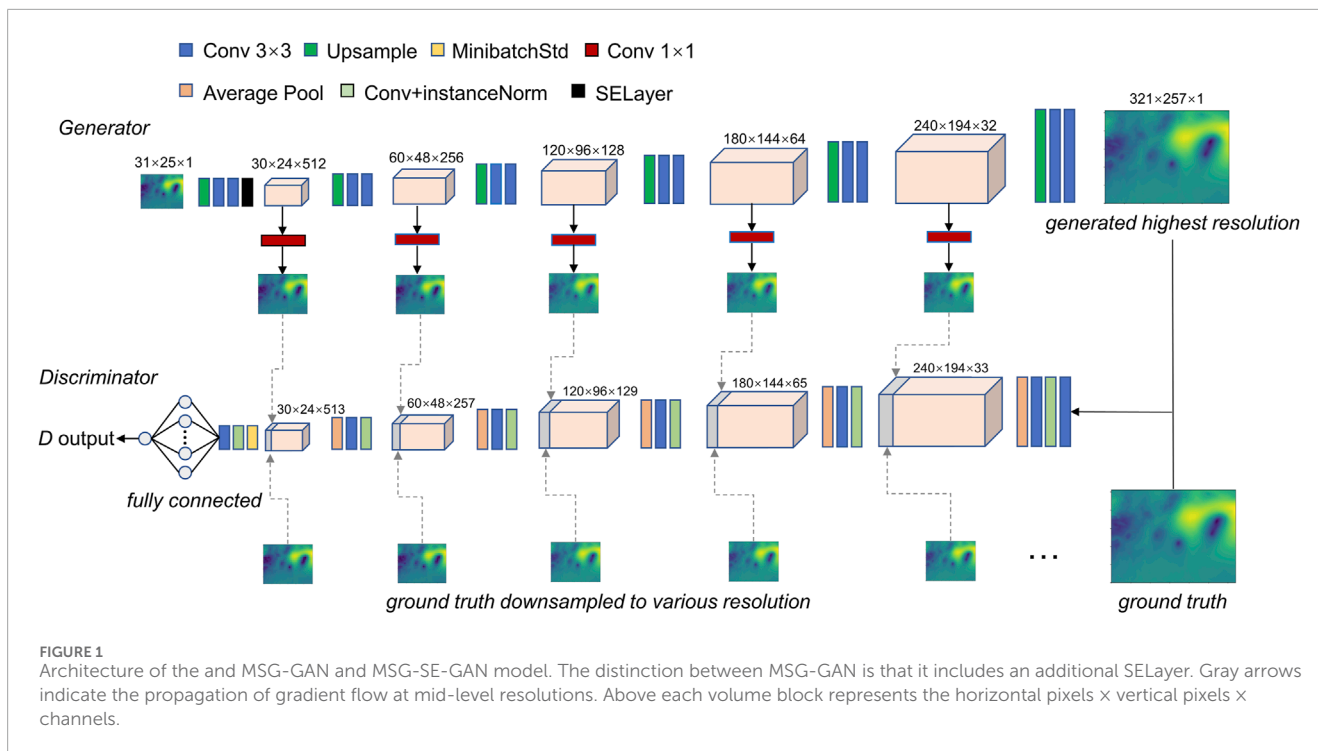 Conv 3×3 Upsample MinibatchStd Conv 1×1
Average Pool Conv+instanceNorm SELayer
Generator
31×25×1
30×24×512
60×48×256
120×96×128
180×144×64
240×194×32
321×257×1
generated highest resolution
Discriminator
D output
fully connected
30×24×513
60×48×257
120×96×129
180×144×65
240×194×33
...
ground truth downsampled to various resolution
ground truth
FIGURE 1
Architecture of the and MSG-GAN and MSG-SE-GAN model. The distinction between MSG-GAN is that it includes an additional SELayer. Gray arrows
indicate the propagation of gradient flow at mid-level resolutions. Above each volume block represents the horizontal pixels × vertical pixels ×
channels.